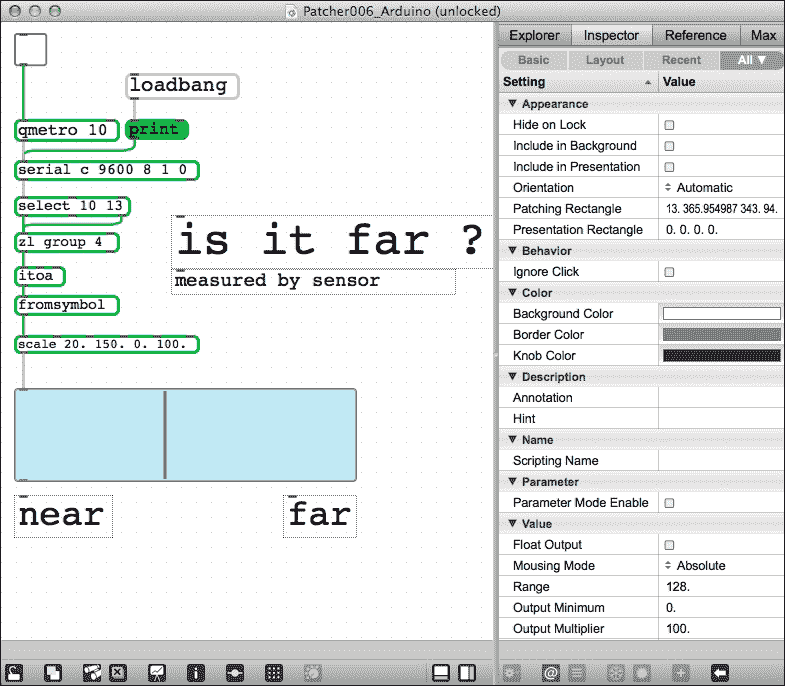 Patcher006_Arduino (unlocked)
loadbang
qmetro 10
print
serial c 9600 8 1 0
select 10 13
zl group 4
itoa
fromsymbol
scale 20. 150. 0. 100.
is it far ?
measured by sensor
near
far
Explorer Inspector Reference Max
Basic Layout Recent All ▼
Setting Value
▼ Appearance
Hide on Lock
Include in Background
Include in Presentation
Orientation Automatic
Patching Rectangle 13. 365.954987 343. 94.
Presentation Rectangle 0. 0. 0. 0.
▼ Behavior
Ignore Click
▼ Color
Background Color
Border Color
Knob Color
▼ Description
Annotation
Hint
▼ Name
Scripting Name
▼ Parameter
Parameter Mode Enable
▼ Value
Float Output
Mousing Mode Absolute
Range 128.
Output Minimum 0.
Output Multiplier 100.